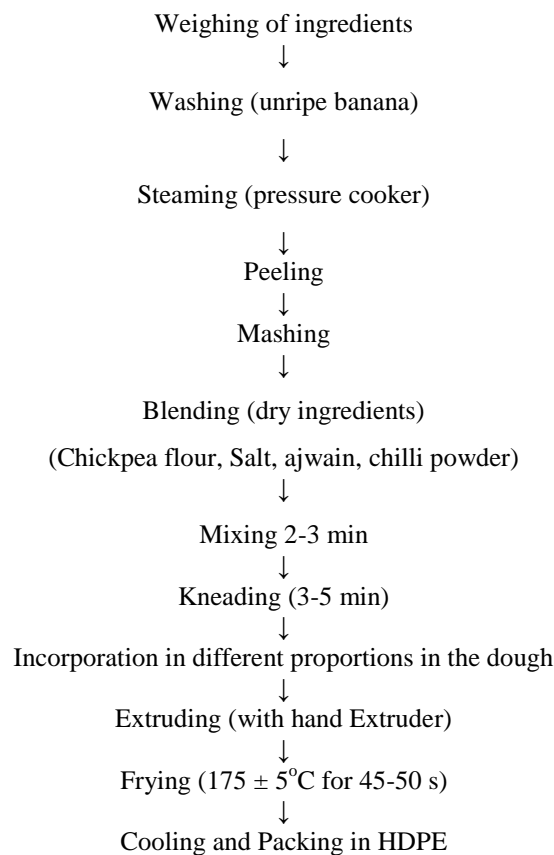 Weighing of ingredients
↓
Washing (unripe banana)
↓
Steaming (pressure cooker)
↓
Peeling
↓
Mashing
↓
Blending (dry ingredients)
(Chickpea flour, Salt, ajwain, chilli powder)
↓
Mixing 2-3 min
↓
Kneading (3-5 min)
↓
Incorporation in different proportions in the dough
↓
Extruding (with hand Extruder)
↓
Frying (175 ± 5°C for 45-50 s)
↓
Cooling and Packing in HDPE